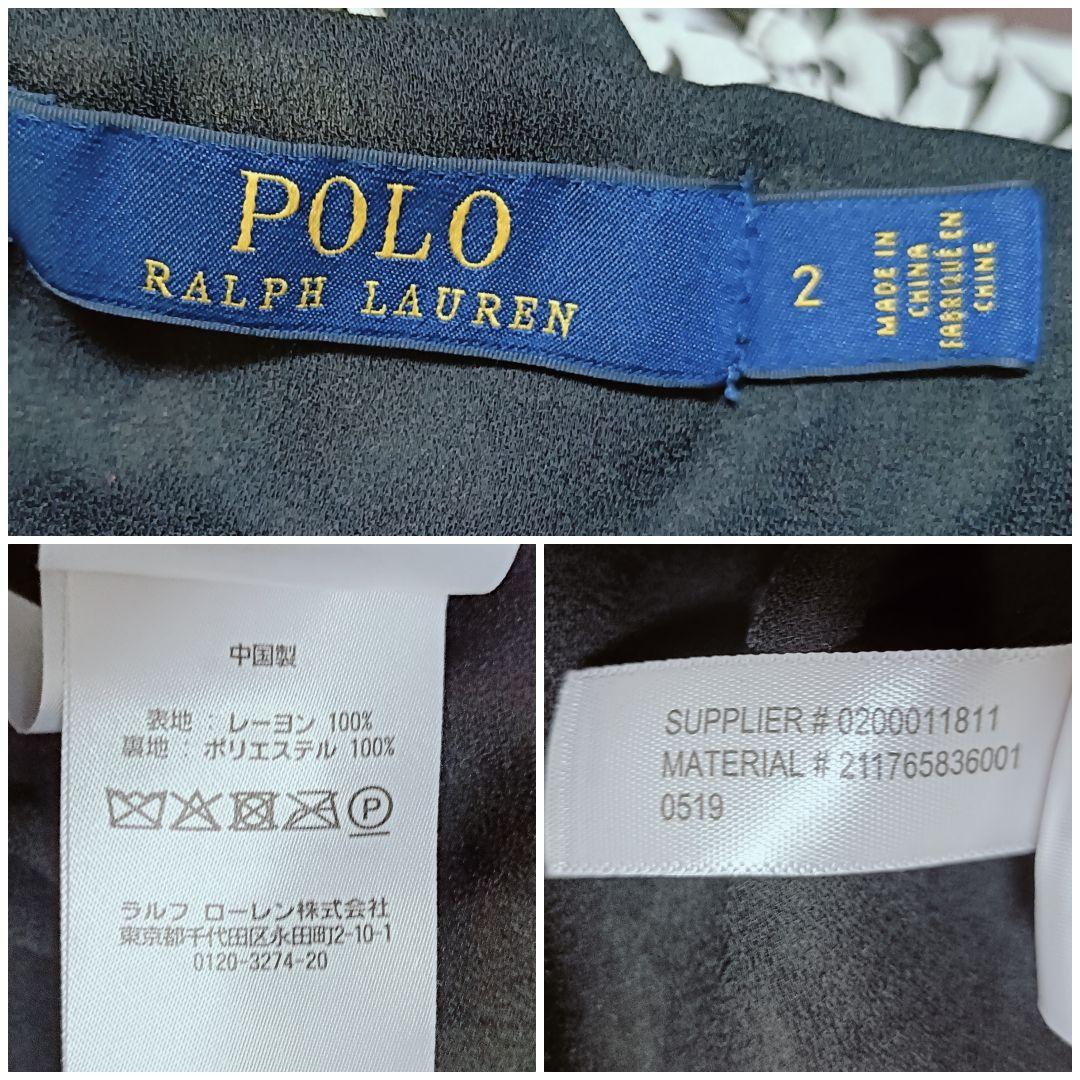 POLO
RALPH LAUREN
2
MADE IN
CHINA
FABRIQUÉ EN
CHINE
中国製
表地 : レーヨン 100%
裏地 : ポリエステル 100%
P
ラルフ ローレン株式会社
東京都千代田区永田町2-10-1
0120-3274-20
SUPPLIER # 0200011811
MATERIAL # 211765836001
0519